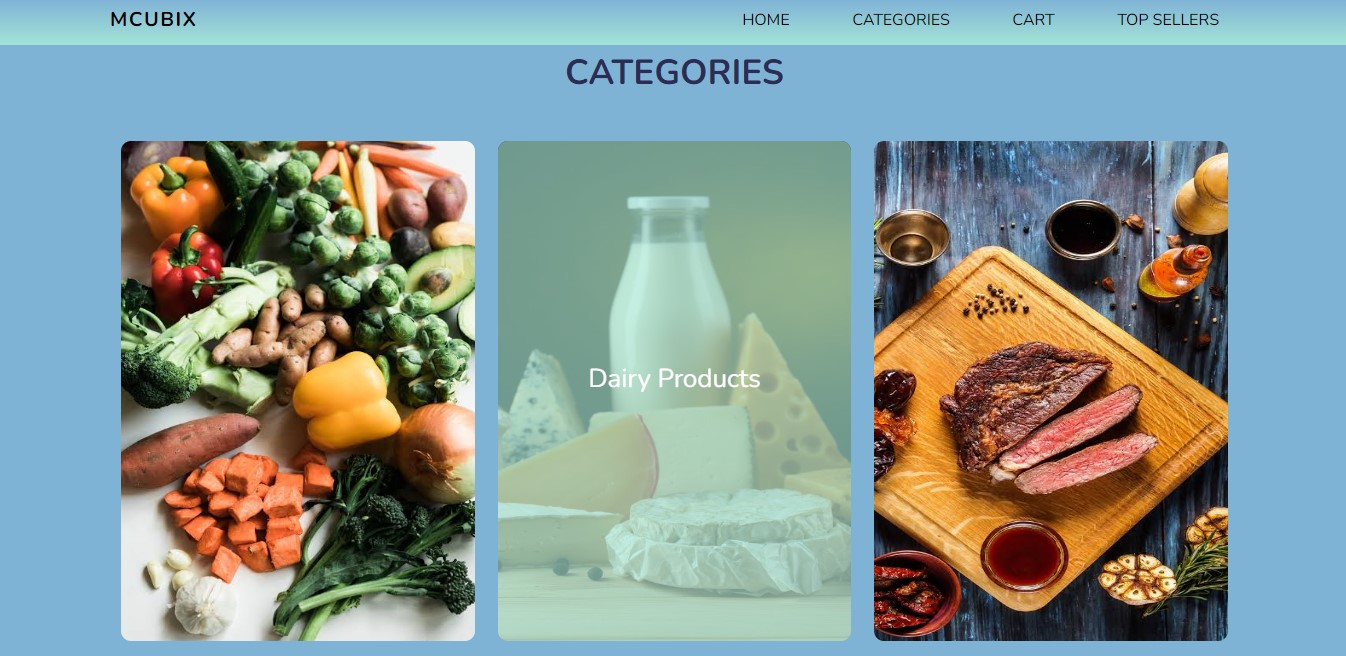 MCUBIX
HOME
CATEGORIES
CART
TOP SELLERS
CATEGORIES
Dairy Products